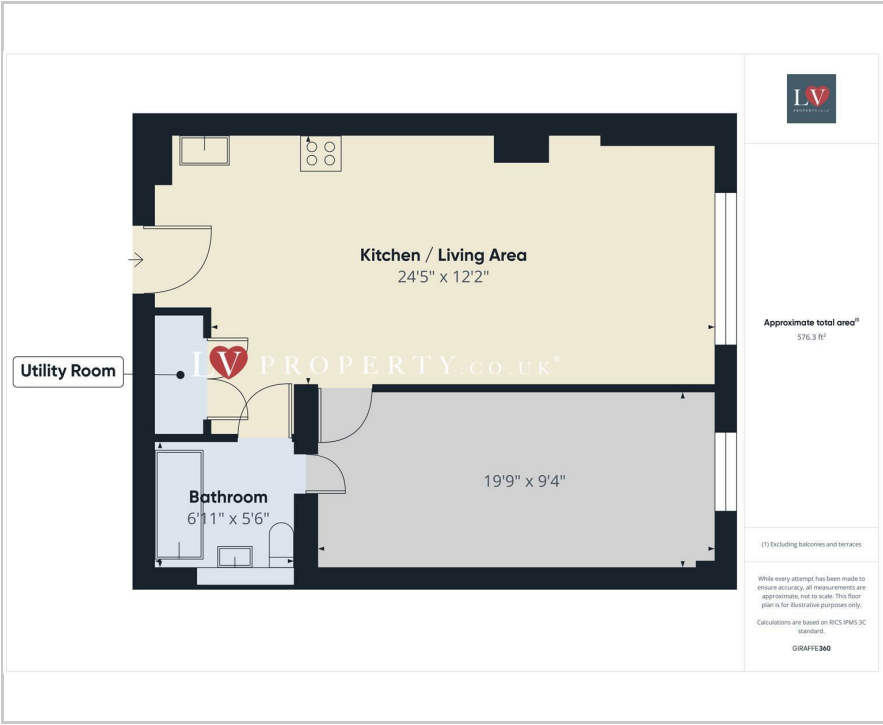 Kitchen / Living Area
24'5" x 12'2"
LV PROPERTY.CO.UK®
Utility Room
Bathroom
6'11" x 5'6"
19'9" x 9'4"
LV
PROPERTY.CO.UK
Approximate total area⁽¹⁾
576.3 ft²
(1) Excluding balconies and terraces
While every attempt has been made to
ensure accuracy, all measurements are
approximate, not to scale. This floor
plan is for illustrative purposes only.
Calculations are based on RICS IPMS 3C
standard.
GIRAFFE360